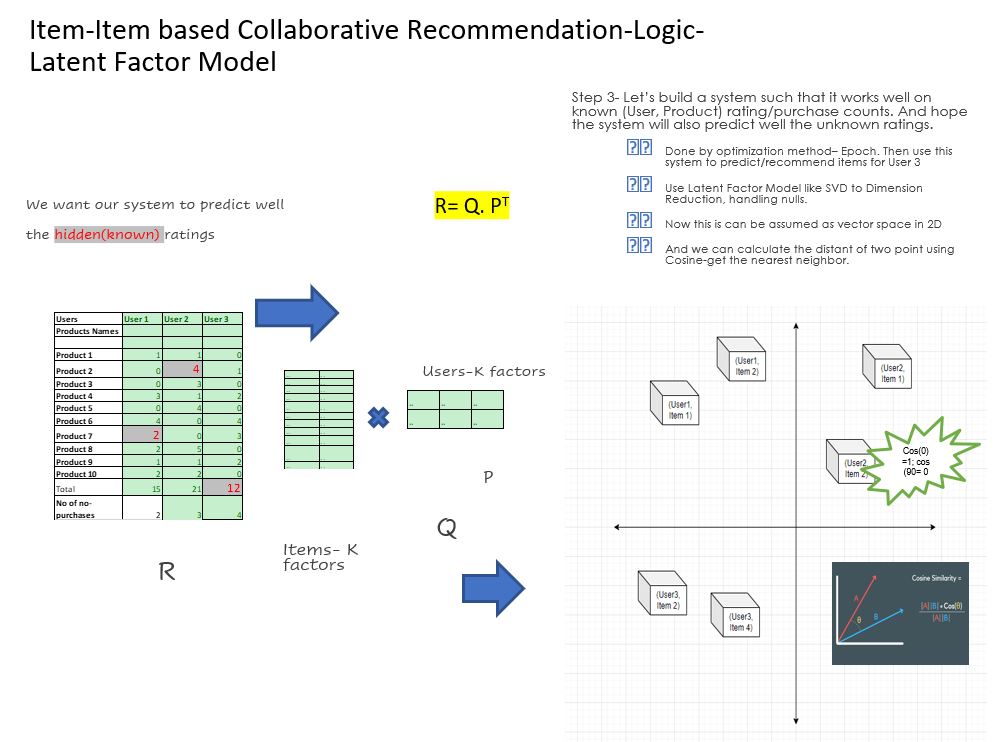 Item-Item based Collaborative Recommendation-Logic-
Latent Factor Model
Step 3- Let's build a system such that it works well on
known (User, Product) rating/purchase counts. And hope
the system will also predict well the unknown ratings.
Done by optimization method– Epoch. Then use this
system to predict/recommend items for User 3
Use Latent Factor Model like SVD to Dimension
Reduction, handling nulls.
Now this is can be assumed as vector space in 2D
And we can calculate the distant of two point using
Cosine-get the nearest neighbor.
We want our system to predict well
the hidden(known) ratings
R= Q. Pᵀ
Users User 1 User 2 User 3
Products Names
Product 1 1 1 0
Product 2 0 4 1
Product 3 0 3 0
Product 4 3 1 2
Product 5 0 4 0
Product 6 4 0 4
Product 7 2 0 3
Product 8 2 5 0
Product 9 1 1 2
Product 10 2 2 0
Total 15 21 12
No of no-
purchases 2 3 4
R
Items- K
factors
Q
Users-K factors
.. .. ..
.. .. ..
P
(User1,
Item 2)
(User2,
Item 1)
(User1,
Item 1)
(User2,
Item 2)
Cos(0)
=1; cos
(90= 0
(User3,
Item 2)
(User3,
Item 4)
Cosine Similarity =
|A||B|•Cos(θ)
|A||B|
A
B
θ